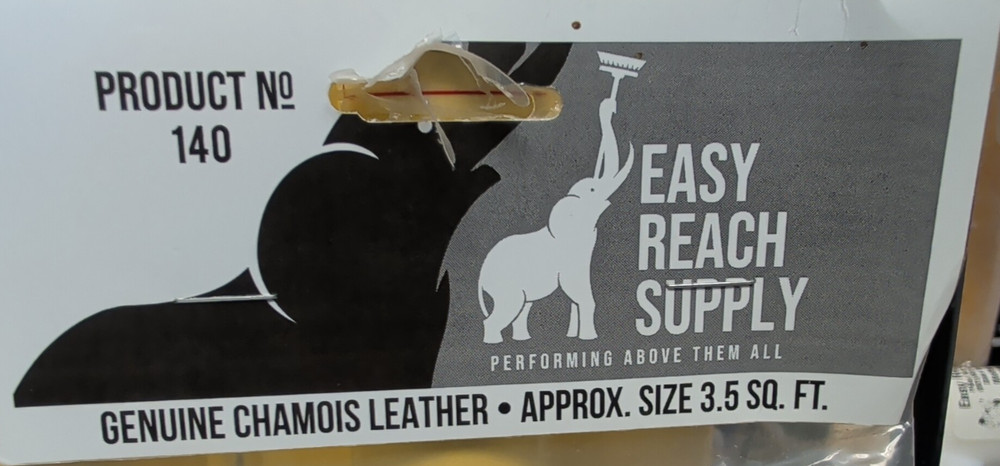 PRODUCT Nº
140
EASY
REACH
SUPPLY
PERFORMING ABOVE THEM ALL
GENUINE CHAMOIS LEATHER • APPROX. SIZE 3.5 SQ. FT.